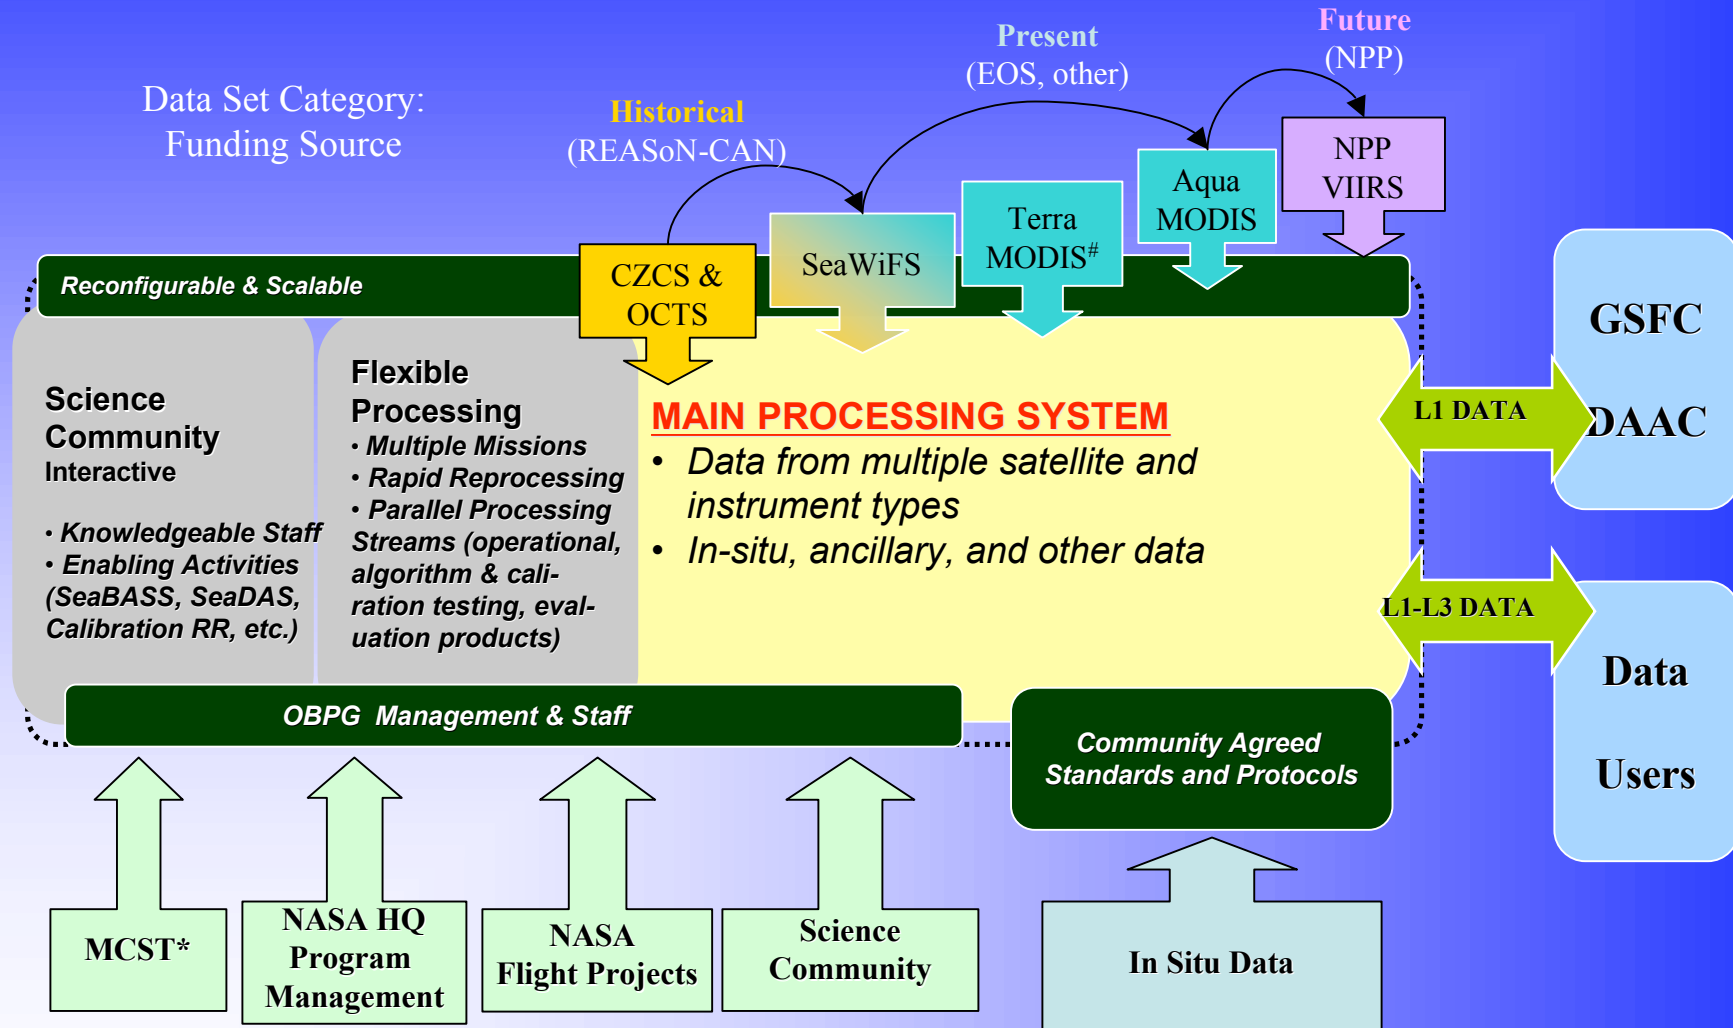 Future
(NPP)
Present
(EOS, other)
Data Set Category:
Funding Source
Historical
(REASoN-CAN)
NPP
VIIRS
Aqua
MODIS
Terra
MODIS#
SeaWiFS
CZCS &
OCTS
Reconfigurable & Scalable
Science
Community
Interactive
• Knowledgeable Staff
• Enabling Activities
(SeaBASS, SeaDAS,
Calibration RR, etc.)
Flexible
Processing
• Multiple Missions
• Rapid Reprocessing
• Parallel Processing
Streams (operational,
algorithm & cali-
ration testing, eval-
uation products)
MAIN PROCESSING SYSTEM
• Data from multiple satellite and
instrument types
• In-situ, ancillary, and other data
L1 DATA
GSFC
DAAC
L1-L3 DATA
Data
Users
OBPG Management & Staff
Community Agreed
Standards and Protocols
MCST*
NASA HQ
Program
Management
NASA
Flight Projects
Science
Community
In Situ Data